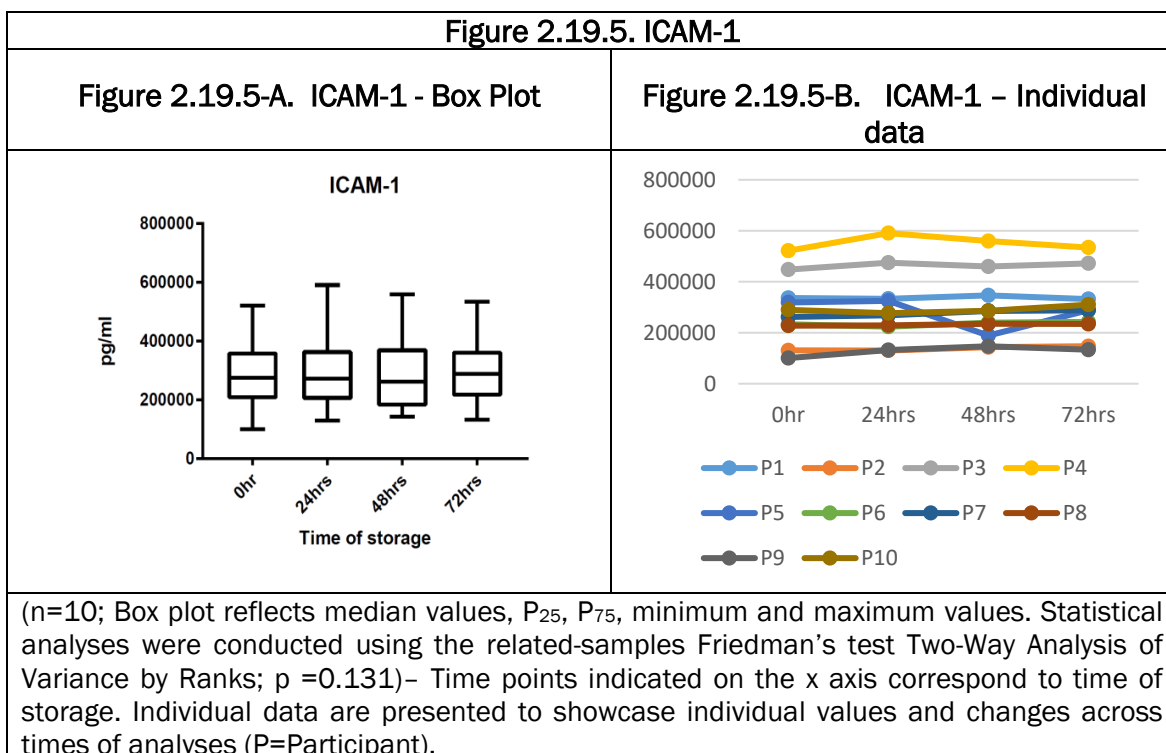 Figure 2.19.5. ICAM-1
Figure 2.19.5-A. ICAM-1 - Box Plot
Figure 2.19.5-B. ICAM-1 – Individual
data
ICAM-1
800000
600000
400000
200000
0
pg/ml
0hr
24hrs
48hrs
72hrs
Time of storage
800000
600000
400000
200000
0
0hr 24hrs 48hrs 72hrs
P1 P2 P3 P4
P5 P6 P7 P8
P9 P10
(n=10; Box plot reflects median values, P25, P75, minimum and maximum values. Statistical
analyses were conducted using the related-samples Friedman’s test Two-Way Analysis of
Variance by Ranks; p =0.131)– Time points indicated on the x axis correspond to time of
storage. Individual data are presented to showcase individual values and changes across
times of analyses (P=Participant).